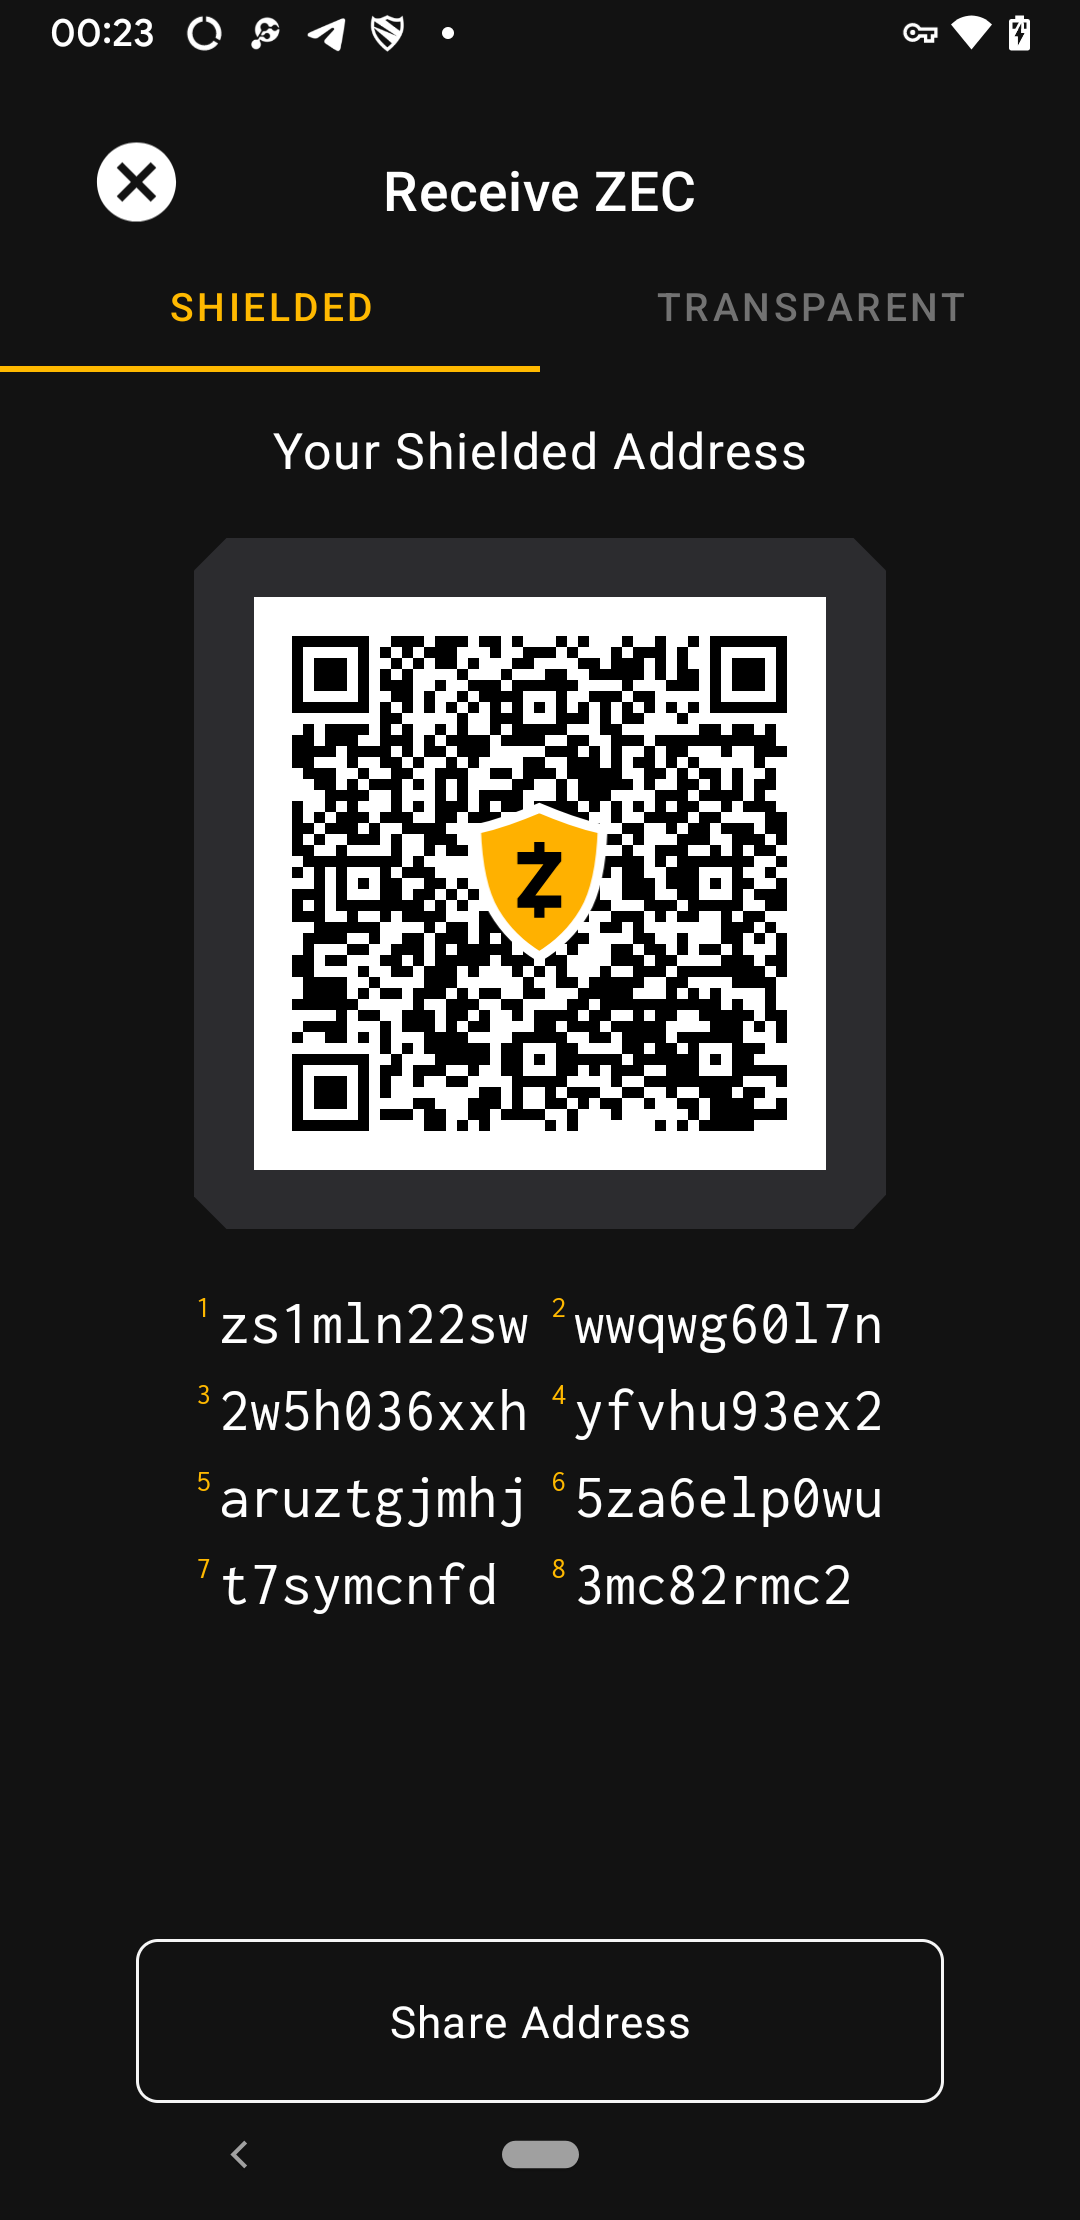 00:23
Receive ZEC
SHIELDED TRANSPARENT
Your Shielded Address
1 zs1mln22sw 2 wwqwg60l7n
3 2w5h036xxh 4 yfvhu93ex2
5 aruztgjmhj 6 5za6elp0wu
7 t7symcnfd 8 3mc82rmc2
Share Address